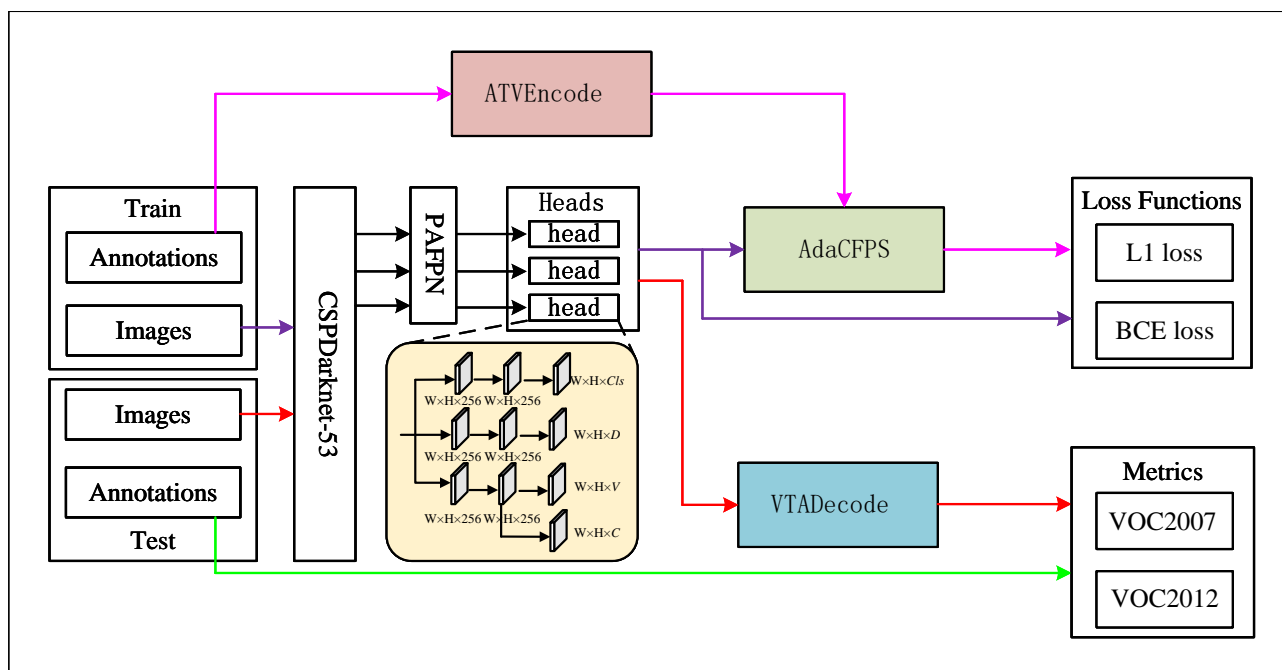 ATVEncode
Train
Annotations
Images
Images
Annotations
Test
CSPDarknet-53
PAFPN
Heads
head
head
head
W×H×256 W×H×256 W×H×Cls
W×H×256 W×H×256 W×H×D
W×H×256 W×H×256 W×H×V
W×H×C
AdaCFPS
VTADecode
Loss Functions
L1 loss
BCE loss
Metrics
VOC2007
VOC2012